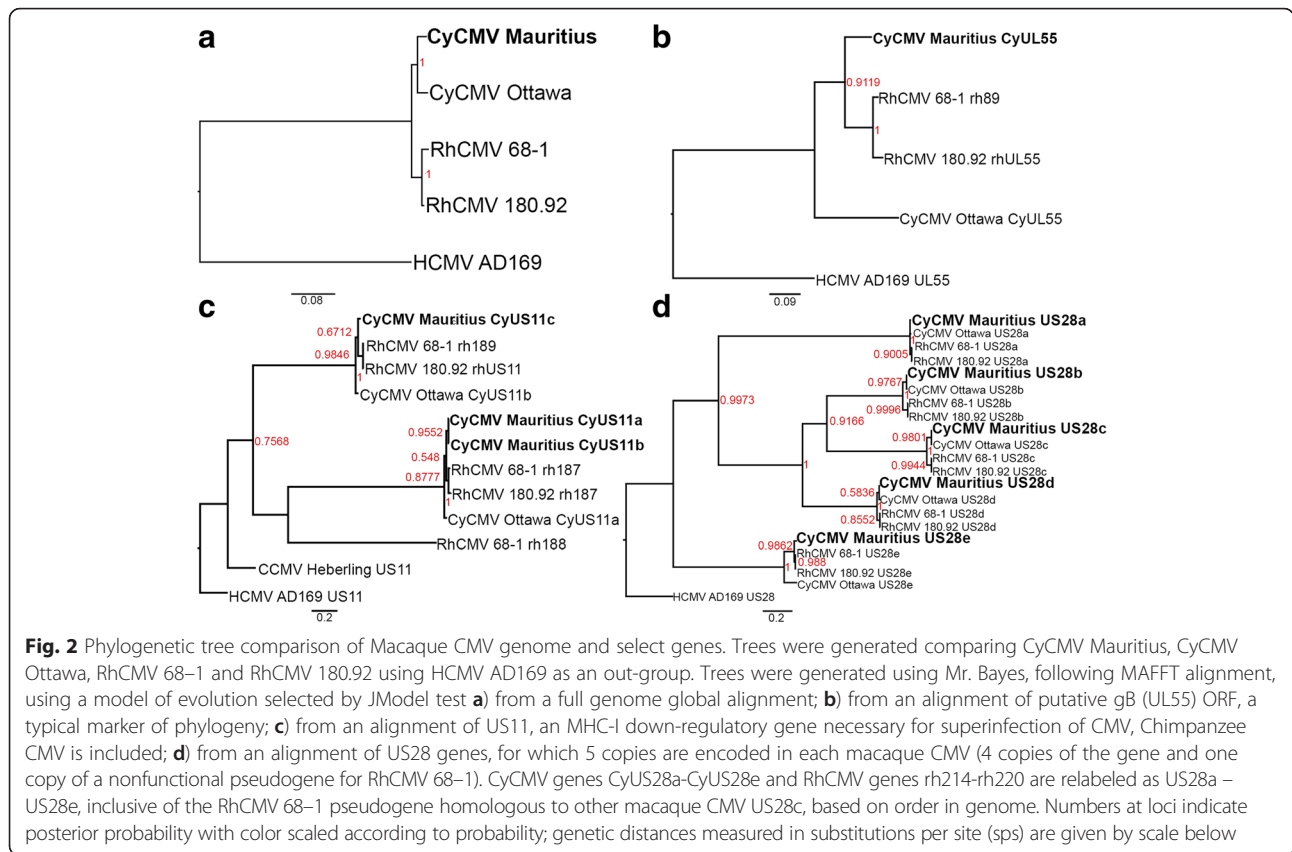 a
CyCMV Mauritius
1
CyCMV Ottawa
RhCMV 68-1
1
RhCMV 180.92
HCMV AD169
0.08
b
CyCMV Mauritius CyUL55
0.9119
RhCMV 68-1 rh89
1
RhCMV 180.92 rhUL55
CyCMV Ottawa CyUL55
HCMV AD169 UL55
0.09
c
CyCMV Mauritius CyUS11c
0.6712
RhCMV 68-1 rh189
0.9846
RhCMV 180.92 rhUS11
1
CyCMV Ottawa CyUS11b
CyCMV Mauritius CyUS11a
0.9552
CyCMV Mauritius CyUS11b
0.7568
0.548
RhCMV 68-1 rh187
0.8777
RhCMV 180.92 rh187
1
CyCMV Ottawa CyUS11a
RhCMV 68-1 rh188
CCMV Heberling US11
HCMV AD169 US11
0.2
d
CyCMV Mauritius US28a
CyCMV Ottawa US28a
1
RhCMV 68-1 US28a
0.9005
RhCMV 180.92 US28a
CyCMV Mauritius US28b
0.9767
CyCMV Ottawa US28b
1
0.9973
RhCMV 68-1 US28b
0.9996
RhCMV 180.92 US28b
0.9166
CyCMV Mauritius US28c
0.9801
CyCMV Ottawa US28c
1
RhCMV 68-1 US28c
0.9944
1
RhCMV 180.92 US28c
CyCMV Mauritius US28d
0.5836
CyCMV Ottawa US28d
1
RhCMV 68-1 US28d
0.8552
RhCMV 180.92 US28d
CyCMV Mauritius US28e
0.9862
RhCMV 68-1 US28e
0.988
1
RhCMV 180.92 US28e
CyCMV Ottawa US28e
HCMV AD169 US28
0.2
Fig. 2 Phylogenetic tree comparison of Macaque CMV genome and select genes. Trees were generated comparing CyCMV Mauritius, CyCMV
Ottawa, RhCMV 68–1 and RhCMV 180.92 using HCMV AD169 as an out-group. Trees were generated using Mr. Bayes, following MAFFT alignment,
using a model of evolution selected by JModel test a) from a full genome global alignment; b) from an alignment of putative gB (UL55) ORF, a
typical marker of phylogeny; c) from an alignment of US11, an MHC-I down-regulatory gene necessary for superinfection of CMV, Chimpanzee
CMV is included; d) from an alignment of US28 genes, for which 5 copies are encoded in each macaque CMV (4 copies of the gene and one
copy of a nonfunctional pseudogene for RhCMV 68–1). CyCMV genes CyUS28a-CyUS28e and RhCMV genes rh214-rh220 are relabeled as US28a –
US28e, inclusive of the RhCMV 68–1 pseudogene homologous to other macaque CMV US28c, based on order in genome. Numbers at loci indicate
posterior probability with color scaled according to probability; genetic distances measured in substitutions per site (sps) are given by scale below